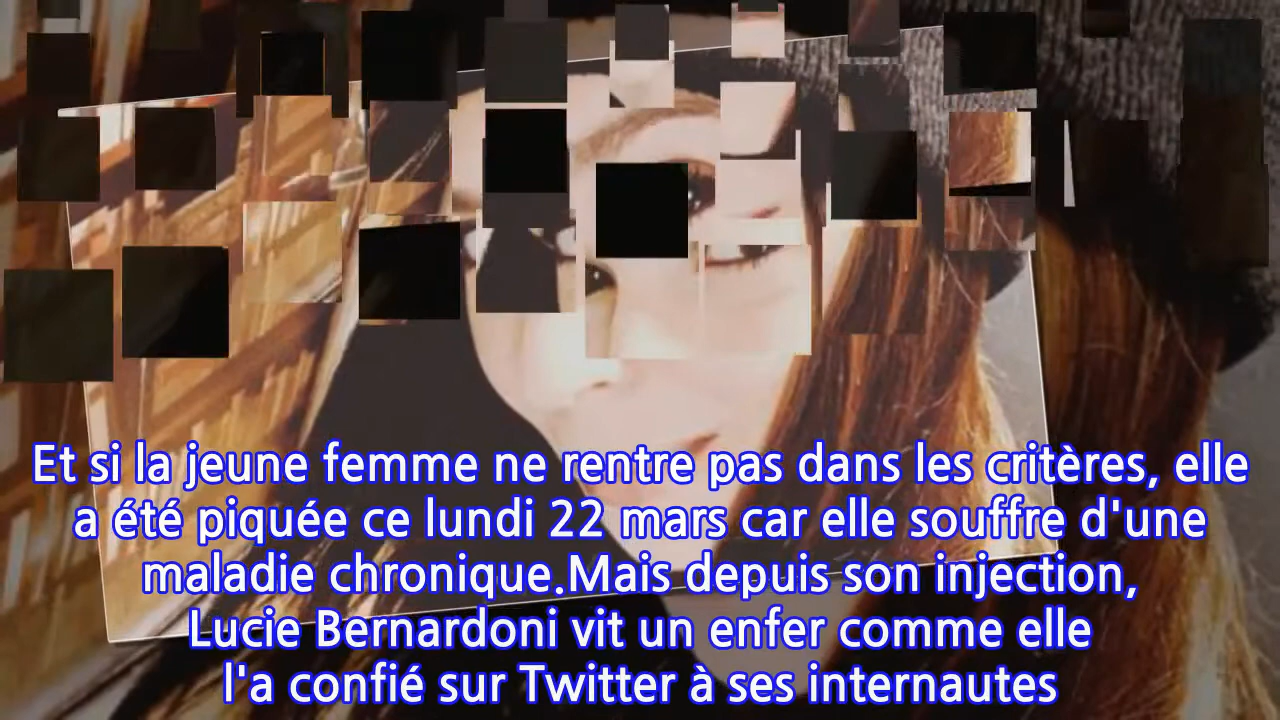 Et si la jeune femme ne rentre pas dans les critères, elle
a été piquée ce lundi 22 mars car elle souffre d'une
maladie chronique.Mais depuis son injection,
Lucie Bernardoni vit un enfer comme elle
l'a confié sur Twitter à ses internautes